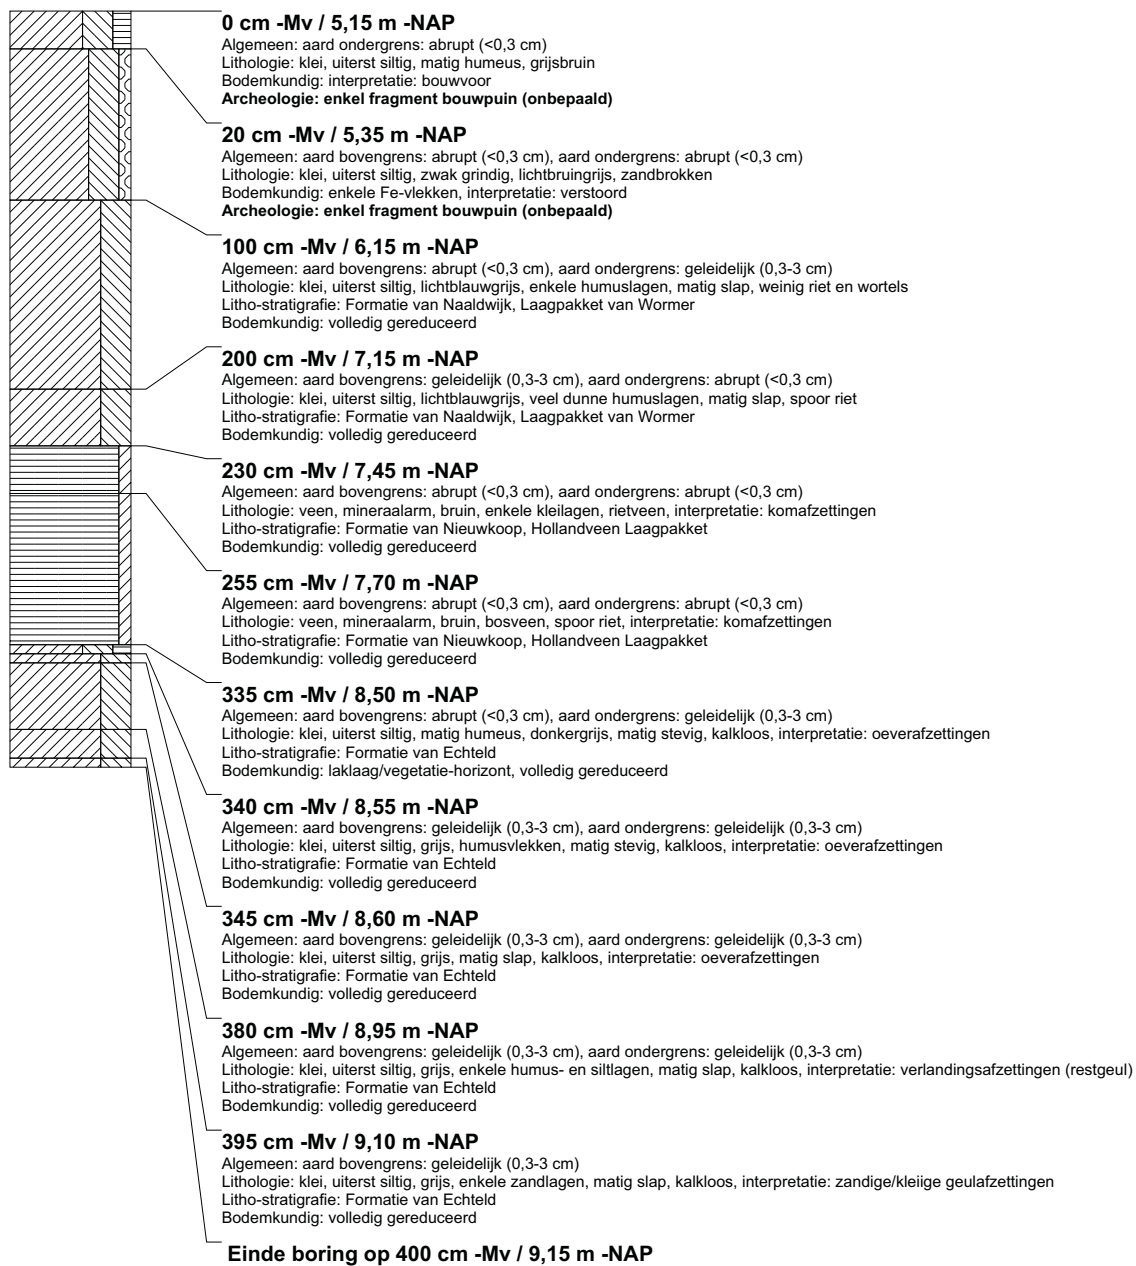 0 cm -Mv / 5,15 m -NAP
Algemeen: aard ondergrens: abrupt (<0,3 cm)
Lithologie: klei, uiterst siltig, matig humeus, grijsbruin
Bodemkundig: interpretatie: bouwvoor
Archeologie: enkel fragment bouwpuin (onbepaald)
20 cm -Mv / 5,35 m -NAP
Algemeen: aard bovengrens: abrupt (<0,3 cm), aard ondergrens: abrupt (<0,3 cm)
Lithologie: klei, uiterst siltig, zwak grindig, lichtbruingrijs, zandbrokken
Bodemkundig: enkele Fe-vlekken, interpretatie: verstoord
Archeologie: enkel fragment bouwpuin (onbepaald)
100 cm -Mv / 6,15 m -NAP
Algemeen: aard bovengrens: abrupt (<0,3 cm), aard ondergrens: geleidelijk (0,3-3 cm)
Lithologie: klei, uiterst siltig, lichtblauwgrijs, enkele humuslagen, matig slap, weinig riet en wortels
Litho-stratigrafie: Formatie van Naaldwijk, Laagpakket van Wormer
Bodemkundig: volledig gereduceerd
200 cm -Mv / 7,15 m -NAP
Algemeen: aard bovengrens: geleidelijk (0,3-3 cm), aard ondergrens: abrupt (<0,3 cm)
Lithologie: klei, uiterst siltig, lichtblauwgrijs, veel dunne humuslagen, matig slap, spoor riet
Litho-stratigrafie: Formatie van Naaldwijk, Laagpakket van Wormer
Bodemkundig: volledig gereduceerd
230 cm -Mv / 7,45 m -NAP
Algemeen: aard bovengrens: abrupt (<0,3 cm), aard ondergrens: abrupt (<0,3 cm)
Lithologie: veen, mineraalarm, bruin, enkele kleilagen, rietveen, interpretatie: komafzettingen
Litho-stratigrafie: Formatie van Nieuwkoop, Hollandveen Laagpakket
Bodemkundig: volledig gereduceerd
255 cm -Mv / 7,70 m -NAP
Algemeen: aard bovengrens: abrupt (<0,3 cm), aard ondergrens: abrupt (<0,3 cm)
Lithologie: veen, mineraalarm, bruin, bosveen, spoor riet, interpretatie: komafzettingen
Litho-stratigrafie: Formatie van Nieuwkoop, Hollandveen Laagpakket
Bodemkundig: volledig gereduceerd
335 cm -Mv / 8,50 m -NAP
Algemeen: aard bovengrens: abrupt (<0,3 cm), aard ondergrens: geleidelijk (0,3-3 cm)
Lithologie: klei, uiterst siltig, matig humeus, donkergrijs, matig stevig, kalkloos, interpretatie: oeverafzettingen
Litho-stratigrafie: Formatie van Echteld
Bodemkundig: laklaag/vegetatie-horizont, volledig gereduceerd
340 cm -Mv / 8,55 m -NAP
Algemeen: aard bovengrens: geleidelijk (0,3-3 cm), aard ondergrens: geleidelijk (0,3-3 cm)
Lithologie: klei, uiterst siltig, grijs, humusvlekken, matig stevig, kalkloos, interpretatie: oeverafzettingen
Litho-stratigrafie: Formatie van Echteld
Bodemkundig: volledig gereduceerd
345 cm -Mv / 8,60 m -NAP
Algemeen: aard bovengrens: geleidelijk (0,3-3 cm), aard ondergrens: geleidelijk (0,3-3 cm)
Lithologie: klei, uiterst siltig, grijs, matig slap, kalkloos, interpretatie: oeverafzettingen
Litho-stratigrafie: Formatie van Echteld
Bodemkundig: volledig gereduceerd
380 cm -Mv / 8,95 m -NAP
Algemeen: aard bovengrens: geleidelijk (0,3-3 cm), aard ondergrens: geleidelijk (0,3-3 cm)
Lithologie: klei, uiterst siltig, grijs, enkele humus- en siltlagen, matig slap, kalkloos, interpretatie: verlandingsafzettingen (restgeul)
Litho-stratigrafie: Formatie van Echteld
Bodemkundig: volledig gereduceerd
395 cm -Mv / 9,10 m -NAP
Algemeen: aard bovengrens: geleidelijk (0,3-3 cm)
Lithologie: klei, uiterst siltig, grijs, enkele zandlagen, matig slap, kalkloos, interpretatie: zandige/kleiige geulafzettingen
Litho-stratigrafie: Formatie van Echteld
Bodemkundig: volledig gereduceerd
Einde boring op 400 cm -Mv / 9,15 m -NAP